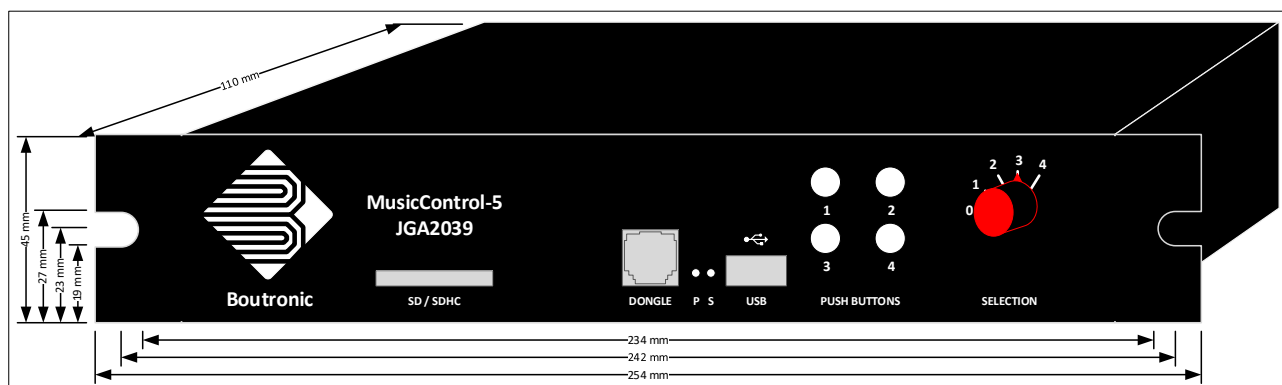 110 mm
45 mm
27 mm
23 mm
19 mm
Boutronic
MusicControl-5
JGA2039
SD / SDHC
DONGLE
P S
USB
1
2
3
4
PUSH BUTTONS
0
1
2
3
4
SELECTION
234 mm
242 mm
254 mm